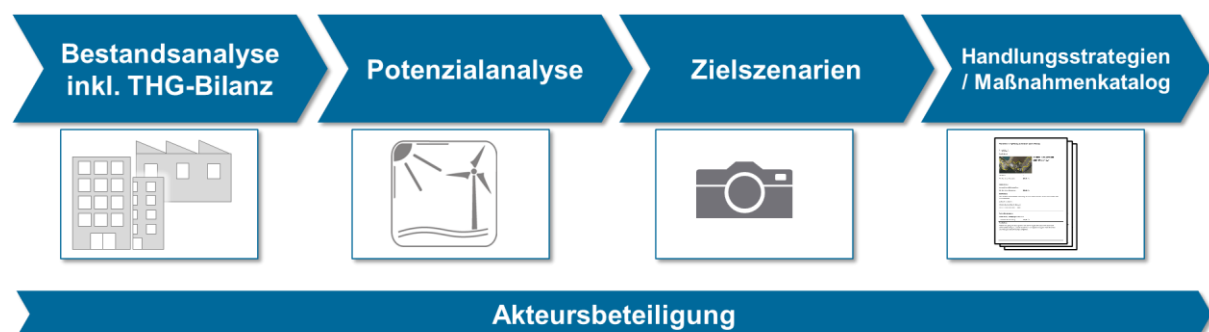 Bestandsanalyse
inkl. THG-Bilanz
Potenzialanalyse
Zielszenarien
Handlungsstrategien
/ Maßnahmenkatalog
Akteursbeteiligung